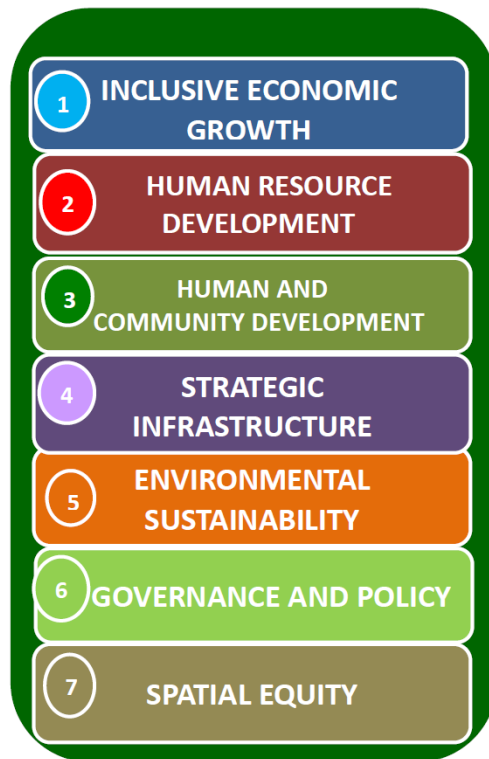 1 INCLUSIVE ECONOMIC
GROWTH
2 HUMAN RESOURCE
DEVELOPMENT
3 HUMAN AND
COMMUNITY DEVELOPMENT
4 STRATEGIC
INFRASTRUCTURE
5 ENVIRONMENTAL
SUSTAINABILITY
6 GOVERNANCE AND POLICY
7 SPATIAL EQUITY